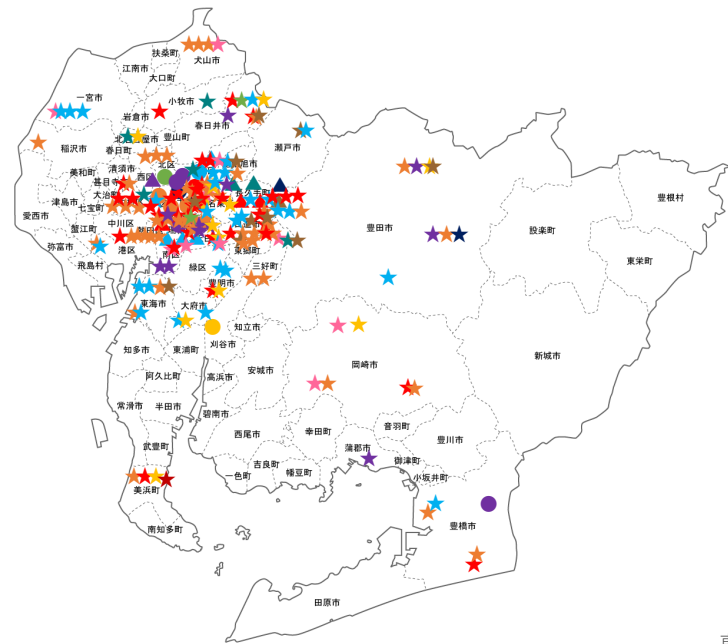 扶桑町
犬山市
江南市
大口町
一宮市
小牧市
岩倉市
春日井市
豊山町
瀬戸市
稲沢市
春日町
北区
清須市
美和町
西区
甚目寺
大治町
津島市
七宝町
長久手町
愛西市
中川区
蟹江町
港区
南区
弥富市
東郷町
飛島村
緑区
三好町
豊明市
東海市
大府市
豊田市
設楽町
豊根村
東栄町
知立市
刈谷市
知多市
東浦町
岡崎市
新城市
阿久比町
高浜市
安城市
常滑市
半田市
碧南市
音羽町
西尾市
幸田町
豊川市
武豊町
蒲郡市
御津町
吉良町
一色町
幡豆町
小坂井町
美浜町
豊橋市
南知多町
田原市